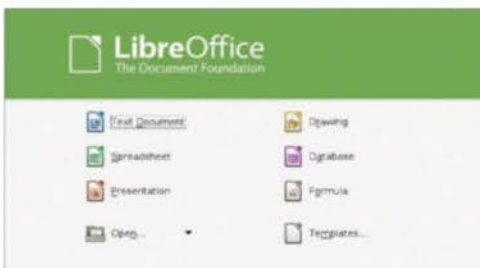 LibreOffice
The Document Foundation
Text Document
Drawing
Spreadsheet
Database
Presentation
Formula
Open...
Templates...